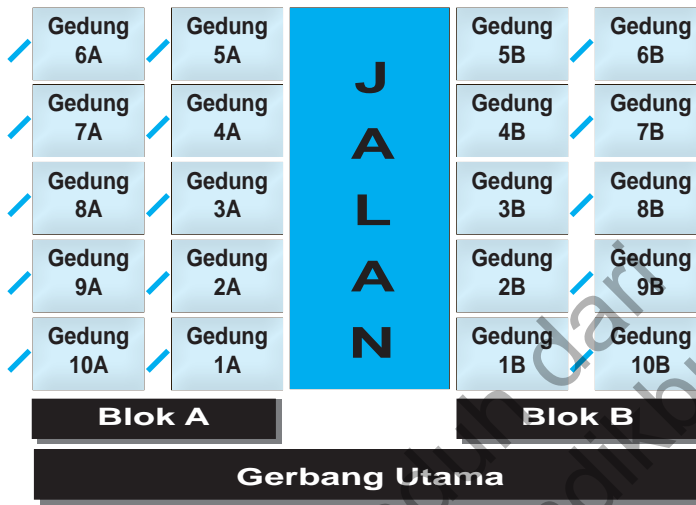 Gedung
6A
Gedung
5A
Gedung
5B
Gedung
6B
Gedung
7A
Gedung
4A
Gedung
4B
Gedung
7B
Gedung
8A
Gedung
3A
Gedung
3B
Gedung
8B
Gedung
9A
Gedung
2A
Gedung
2B
Gedung
9B
Gedung
10A
Gedung
1A
Gedung
1B
Gedung
10B
J
A
L
A
N
Blok A
Blok B
Gerbang Utama
dari